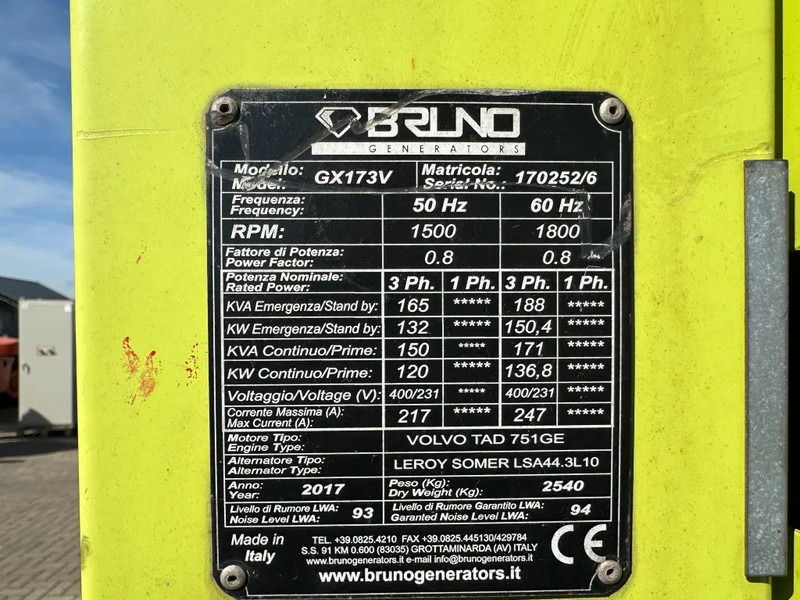 BRUNO
GENERATORS
Modello: Model: GX173V Matricola: Serial No.: 170252/6
Frequenza: Frequency: 50 Hz 60 Hz
RPM: 1500 1800
Fattore di Potenza: Power Factor: 0.8 0.8
Potenza Nominale: Rated Power: 3 Ph. 1 Ph. 3 Ph. 1 Ph.
KVA Emergenza/Stand by: 165 ***** 188 *****
KW Emergenza/Stand by: 132 ***** 150,4 *****
KVA Continuo/Prime: 150 ***** 171 *****
KW Continuo/Prime: 120 ***** 136,8 *****
Voltaggio/Voltage (V): 400/231 ***** 400/231 *****
Corrente Massima (A): Max Current (A): 217 ***** 247 *****
Motore Tipo: Engine Type: VOLVO TAD 751GE
Alternatore Tipo: Alternator Type: LEROY SOMER LSA44.3L10
Anno: Year: 2017 Peso (Kg): Dry Weight (Kg): 2540
Livello di Rumore LWA: Noise Level LWA: 93 Livello di Rumore Garantito LWA: Garanted Noise Level LWA: 94
Made in Italy
TEL. +39.0825.4210 FAX +39.0825.445130/429784
S.S. 91 KM 0.600 (83035) GROTTAMINARDA (AV) ITALY
www.brunogenerators.it e-mail info@brunogenerators.it
www.brunogenerators.it
CE